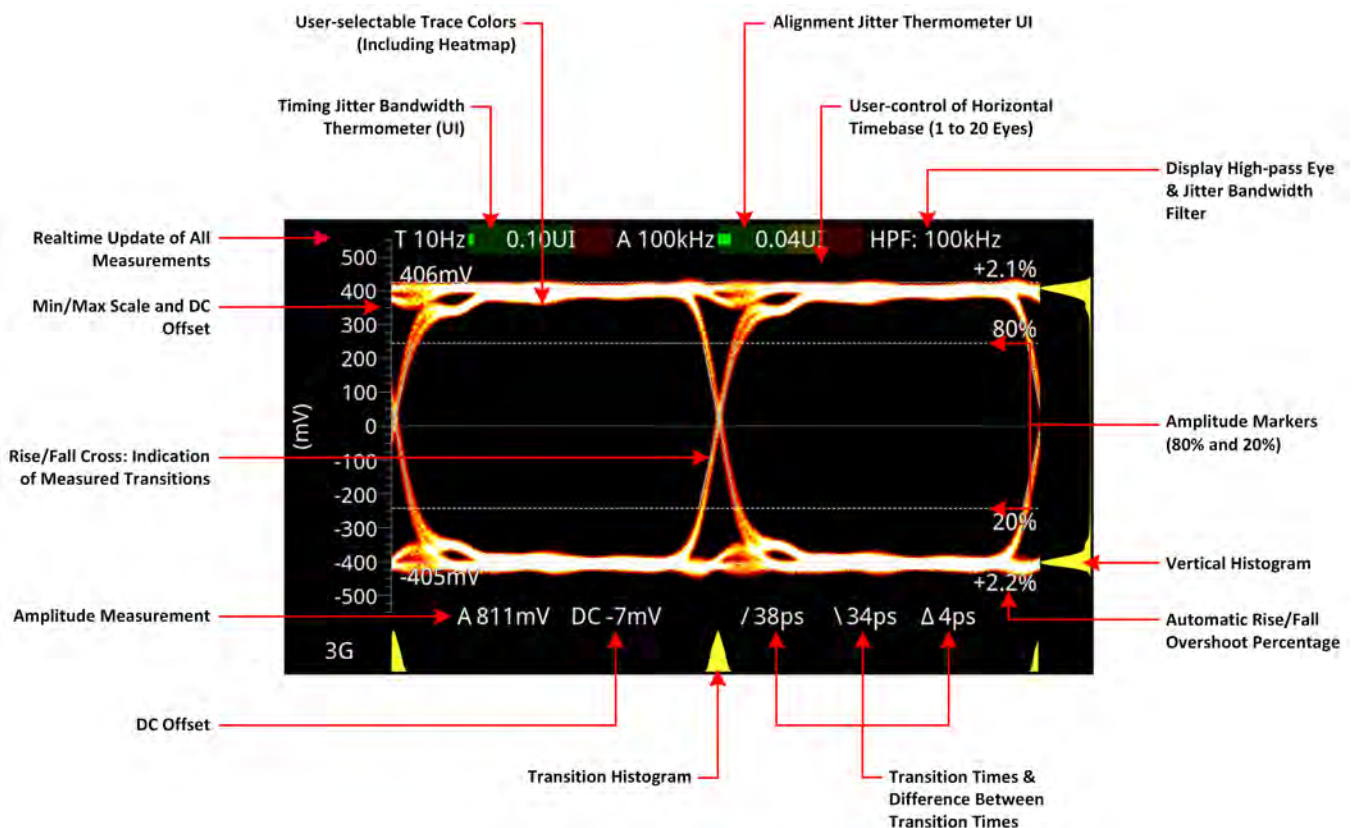 User-selectable Trace Colors
(Including Heatmap)
Alignment Jitter Thermometer UI
Timing Jitter Bandwidth
Thermometer (UI)
User-control of Horizontal
Timebase (1 to 20 Eyes)
Display High-pass Eye
& Jitter Bandwidth
Filter
Realtime Update of All
Measurements
T 10Hz 0.10UI A 100kHz 0.04UI HPF: 100kHz
500
406mV +2.1%
400
Min/Max Scale and DC
Offset
300
80%
200
100
(mV)
0
Amplitude Markers
(80% and 20%)
-100
Rise/Fall Cross: Indication
of Measured Transitions
-200
-300
20%
-400
Vertical Histogram
-405mV +2.2%
-500
Amplitude Measurement
A 811mV DC -7mV / 38ps \ 34ps Δ 4ps
Automatic Rise/Fall
Overshoot Percentage
3G
DC Offset
Transition Histogram
Transition Times &
Difference Between
Transition Times